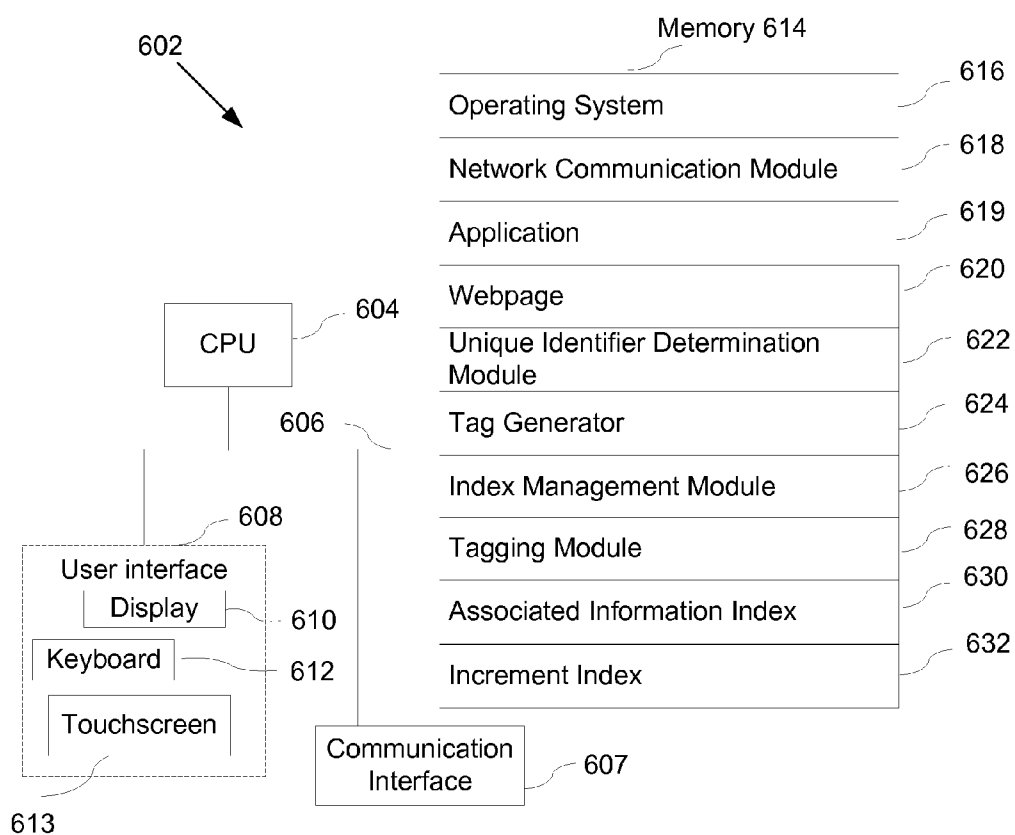 Memory 614
602
616
Operating System
618
Network Communication Module
619
Application
620
Webpage
604
CPU
622
Unique Identifier Determination
Module
624
Tag Generator
606
626
Index Management Module
608
628
Tagging Module
User interface
630
Display
610
Associated Information Index
Keyboard
612
632
Increment Index
Touchscreen
Communication
Interface
607
613